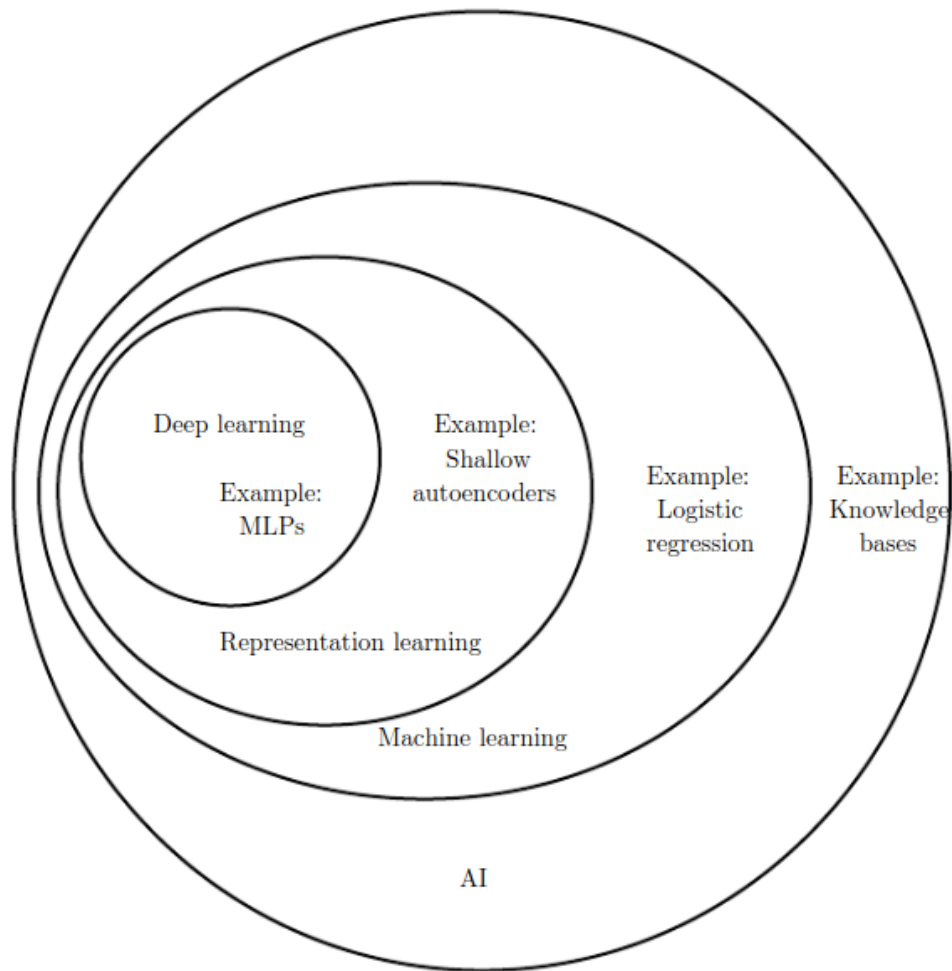 Deep learning
Example:
MLPs
Example:
Shallow
autoencoders
Example:
Logistic
regression
Example:
Knowledge
bases
Representation learning
Machine learning
AI